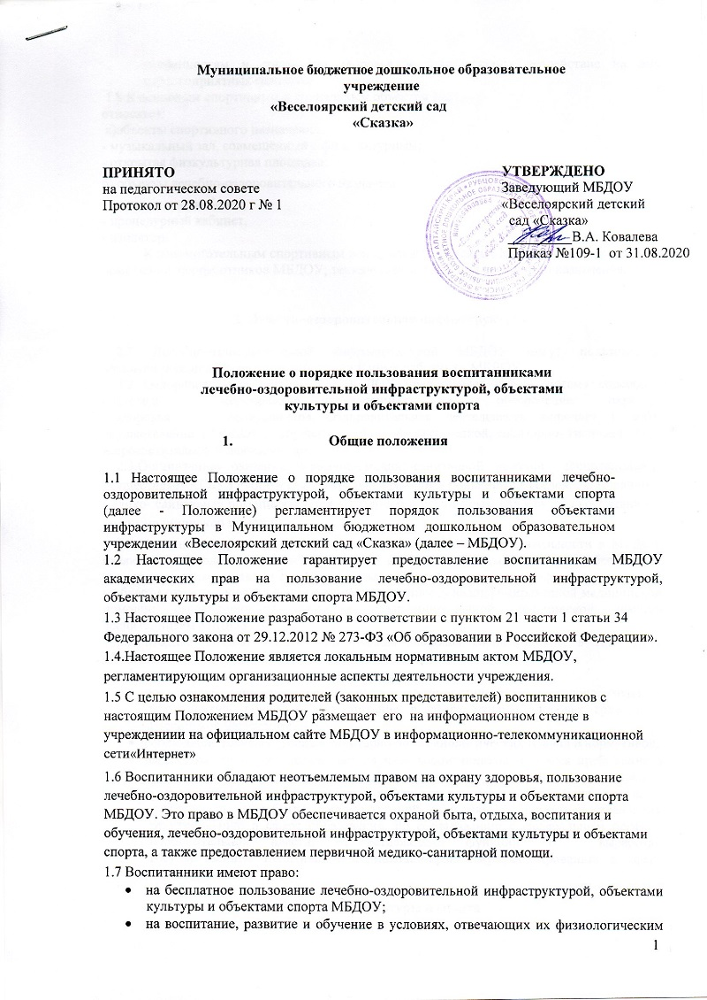 Муниципальное бюджетное дошкольное образовательное
учреждение
«Веселоярский детский сад
«Сказка»
ПРИНЯТО
на педагогическом совете
Протокол от 28.08.2020 г № 1
УТВЕРЖДЕНО
Заведующий МБДОУ
«Веселоярский детский
сад «Сказка»
В.А. Ковалева
Приказ №109-1 от 31.08.2020
Положение о порядке пользования воспитанниками
лечебно-оздоровительной инфраструктурой, объектами
культуры и объектами спорта
1. Общие положения
1.1 Настоящее Положение о порядке пользования воспитанниками лечебно-
оздоровительной инфраструктурой, объектами культуры и объектами спорта
(далее - Положение) регламентирует порядок пользования объектами
инфраструктуры в Муниципальном бюджетном дошкольном образовательном
учреждении «Веселоярский детский сад «Сказка» (далее – МБДОУ).
1.2 Настоящее Положение гарантирует предоставление воспитанникам МБДОУ
академических прав на пользование лечебно-оздоровительной инфраструктурой,
объектами культуры и объектами спорта МБДОУ.
1.3 Настоящее Положение разработано в соответствии с пунктом 21 части 1 статьи 34
Федерального закона от 29.12.2012 № 273-ФЗ «Об образовании в Российской Федерации».
1.4.Настоящее Положение является локальным нормативным актом МБДОУ,
регламентирующим организационные аспекты деятельности учреждения.
1.5 С целью ознакомления родителей (законных представителей) воспитанников с
настоящим Положением МБДОУ размещает его на информационном стенде в
учреждениии на официальном сайте МБДОУ в информационно-телекоммуникационной
сети«Интернет»
1.6 Воспитанники обладают неотъемлемым правом на охрану здоровья, пользование
лечебно-оздоровительной инфраструктурой, объектами культуры и объектами спорта
МБДОУ. Это право в МБДОУ обеспечивается охраной быта, отдыха, воспитания и
обучения, лечебно-оздоровительной инфраструктурой, объектами культуры и объектами
спорта, а также предоставлением первичной медико-санитарной помощи.
1.7 Воспитанники имеют право:
• на бесплатное пользование лечебно-оздоровительной инфраструктурой, объектами
культуры и объектами спорта МБДОУ;
• на воспитание, развитие и обучение в условиях, отвечающих их физиологическим
1